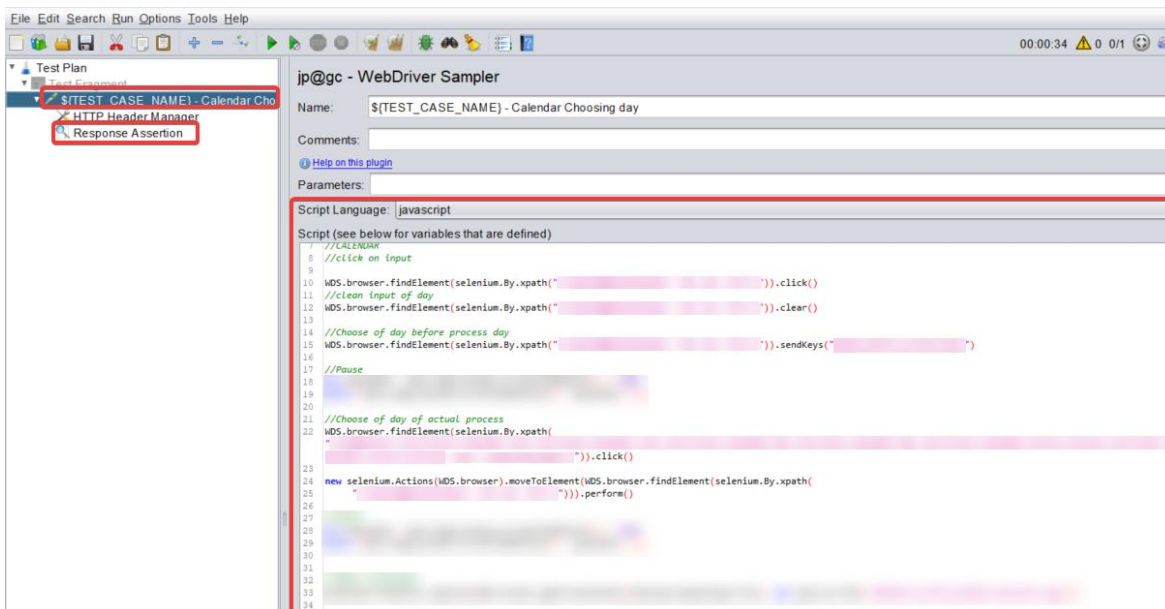 File Edit Search Run Options Tools Help
00:00:34 0 0/1
Test Plan
Test Fragment
${TEST_CASE_NAME} - Calendar Cho
HTTP Header Manager
Response Assertion
jp@gc - WebDriver Sampler
Name: ${TEST_CASE_NAME} - Calendar Choosing day
Comments:
Help on this plugin
Parameters:
Script Language: javascript
Script (see below for variables that are defined)
7 //CALENDAR
8 //click on input
9
10 WDS.browser.findElement(selenium.By.xpath(" ")).click()
11 //clean input of day
12 WDS.browser.findElement(selenium.By.xpath(" ")).clear()
13
14 //Choose of day before process day
15 WDS.browser.findElement(selenium.By.xpath(" ")).sendKeys(" ")
16
17 //Pause
18
19
20
21 //Choose of day of actual process
22 WDS.browser.findElement(selenium.By.xpath(
"
")).click()
23
24 new selenium.Actions(WDS.browser).moveToElement(WDS.browser.findElement(selenium.By.xpath(
25 " "))).perform()
26
27
28
29
30
31
32
33
34